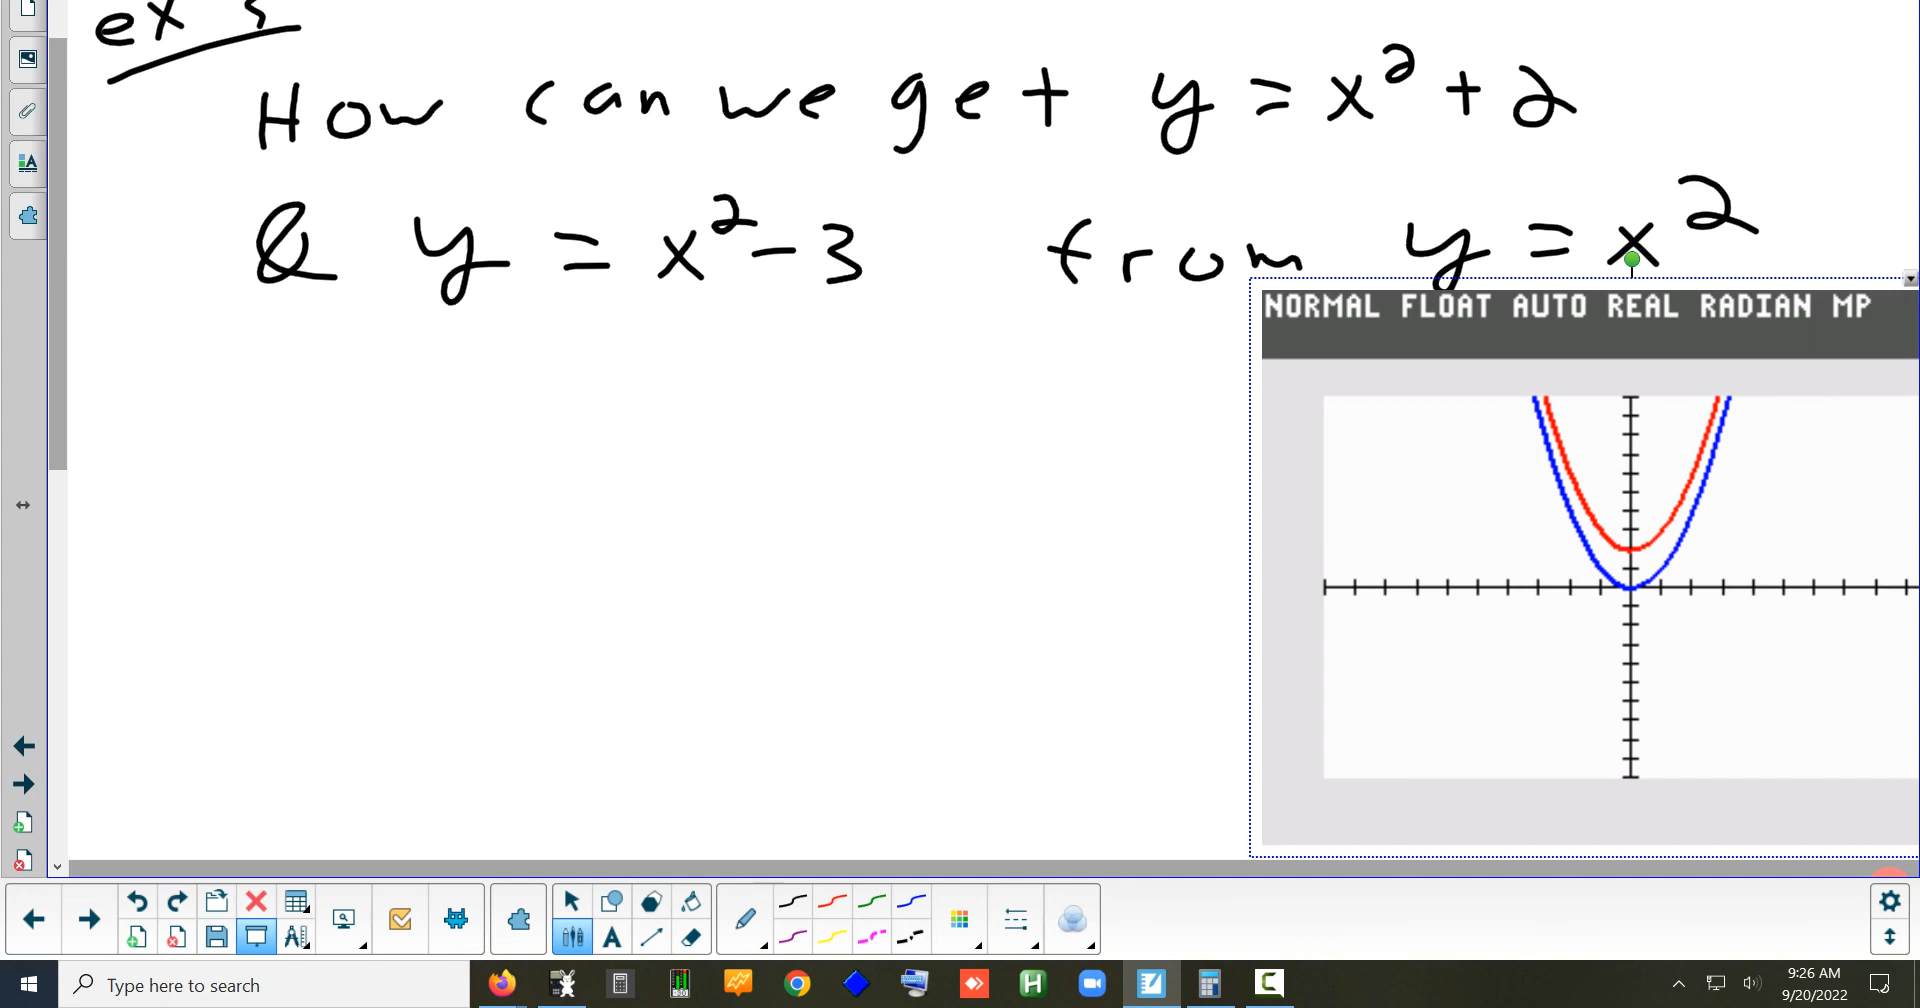 ex 3
How can we get y = x² + 2
& y = x² - 3 from y = x²
NORMAL FLOAT AUTO REAL RADIAN MP
Type here to search
9:26 AM
9/20/2022